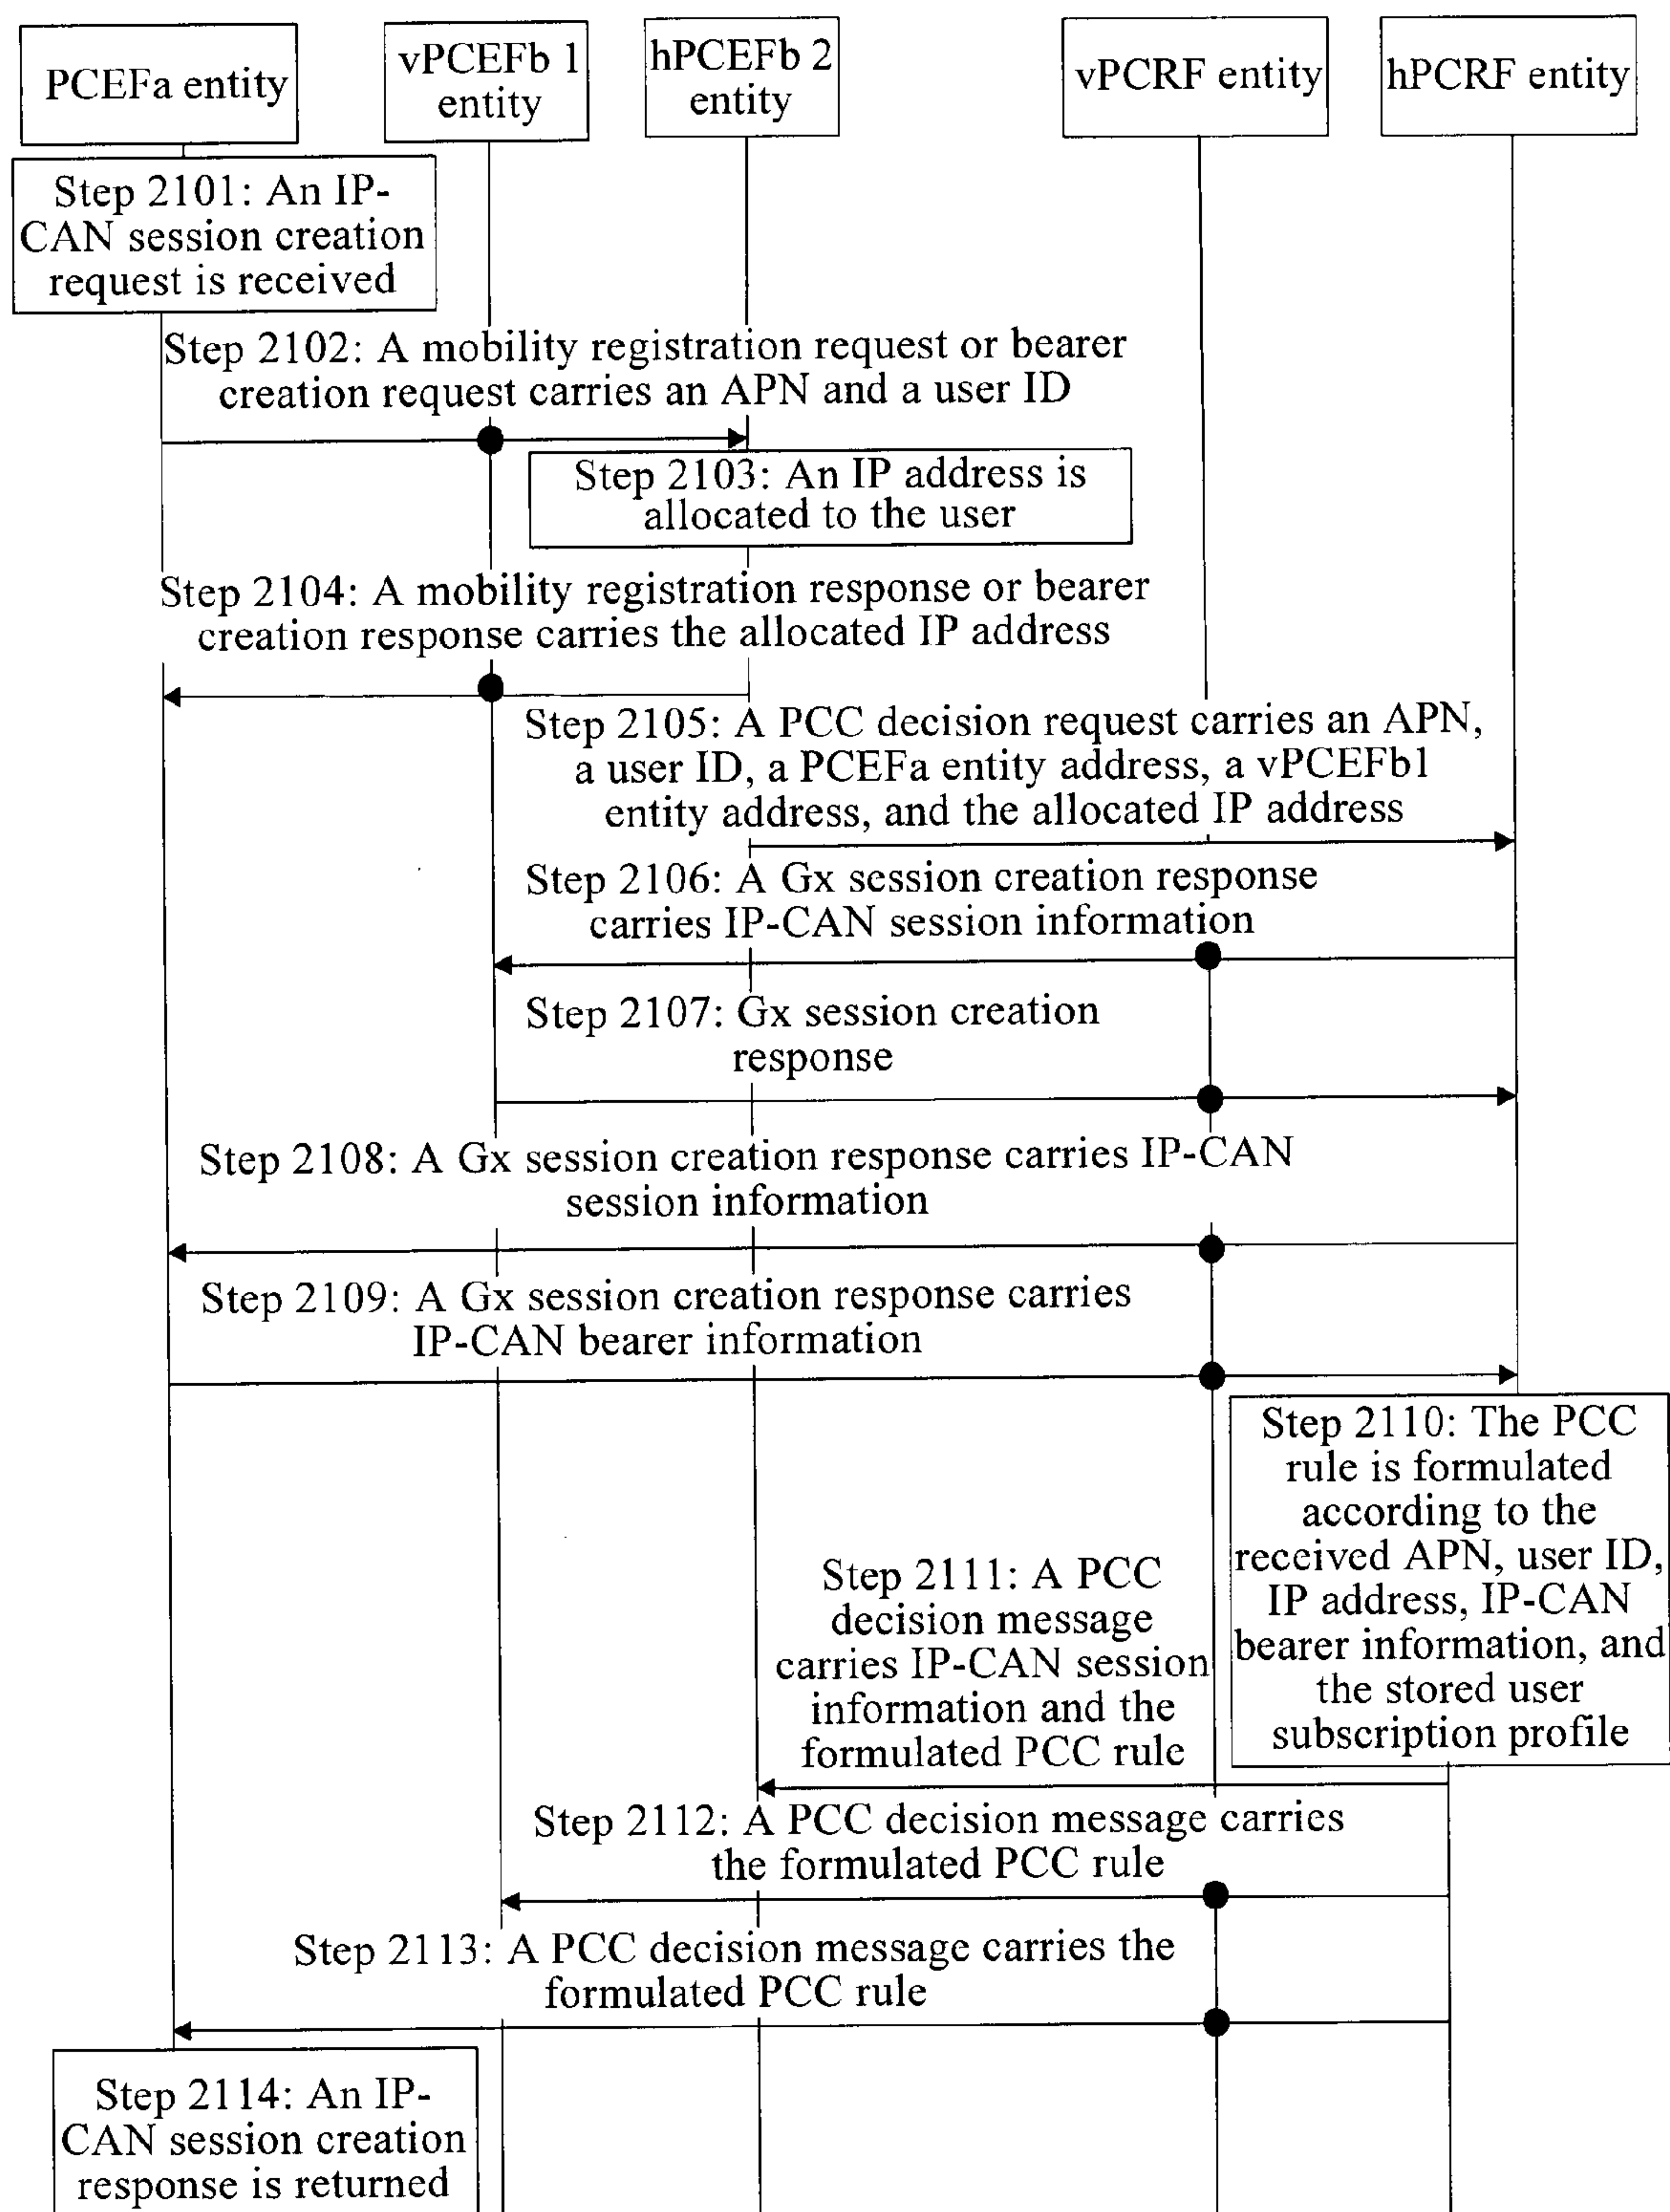 PCEFa entity
vPCEFb 1
entity
hPCEFb 2
entity
vPCRF entity
hPCRF entity
Step 2101: An IP-
CAN session creation
request is received
Step 2102: A mobility registration request or bearer
creation request carries an APN and a user ID
Step 2103: An IP address is
allocated to the user
Step 2104: A mobility registration response or bearer
creation response carries the allocated IP address
Step 2105: A PCC decision request carries an APN,
a user ID, a PCEFa entity address, a vPCEFb1
entity address, and the allocated IP address
Step 2106: A Gx session creation response
carries IP-CAN session information
Step 2107: Gx session creation
response
Step 2108: A Gx session creation response carries IP-CAN
session information
Step 2109: A Gx session creation response carries
IP-CAN bearer information
Step 2110: The PCC
rule is formulated
according to the
received APN, user ID,
IP address, IP-CAN
bearer information, and
the stored user
subscription profile
Step 2111: A PCC
decision message
carries IP-CAN session
information and the
formulated PCC rule
Step 2112: A PCC decision message carries
the formulated PCC rule
Step 2113: A PCC decision message carries the
formulated PCC rule
Step 2114: An IP-
CAN session creation
response is returned